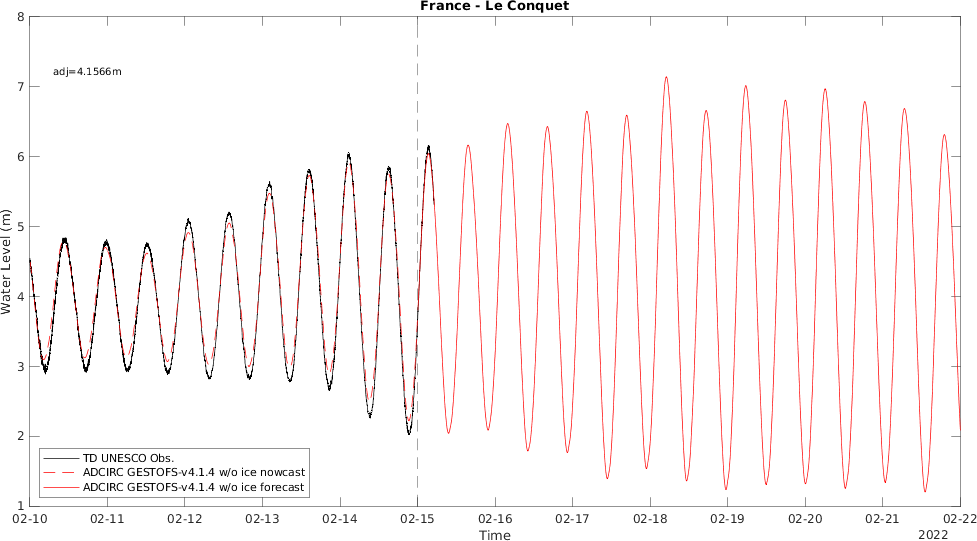 France - Le Conquet
adj=4.1566m
8
7
6
5
4
3
2
1
Water Level (m)
TD UNESCO Obs.
ADCIRC GESTOFS-v4.1.4 w/o ice nowcast
ADCIRC GESTOFS-v4.1.4 w/o ice forecast
02-10 02-11 02-12 02-13 02-14 02-15 02-16 02-17 02-18 02-19 02-20 02-21 02-22
Time
2022